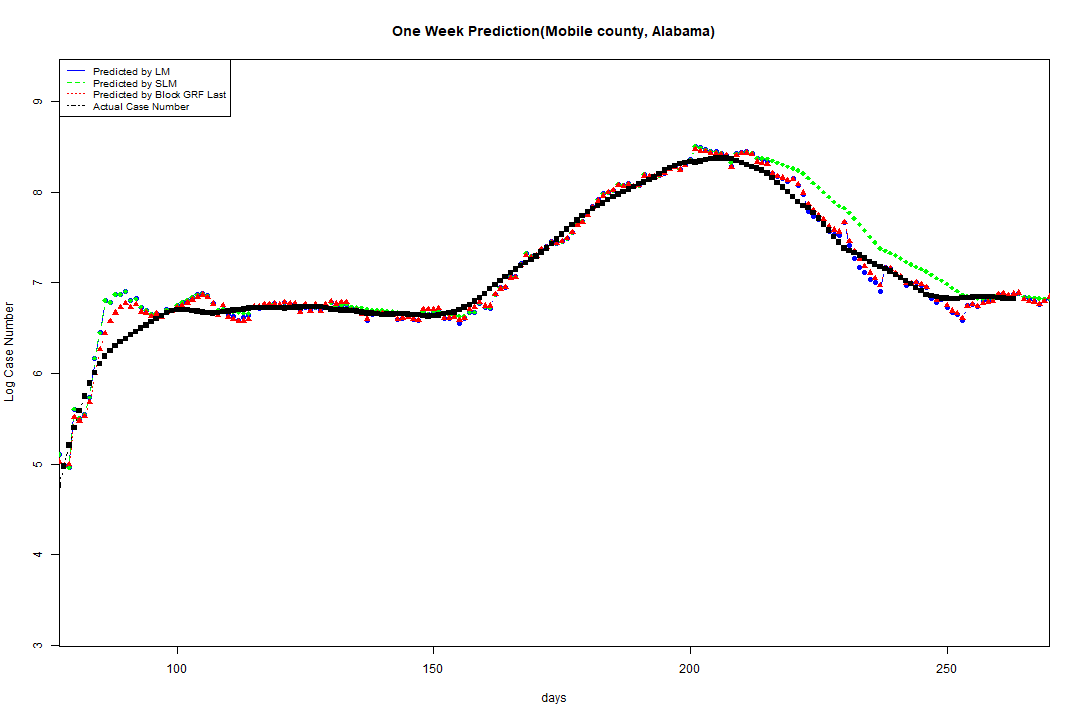 One Week Prediction(Mobile county, Alabama)
Predicted by LM
Predicted by SLM
Predicted by Block GRF Last
Actual Case Number
9
8
7
6
5
4
3
Log Case Number
100 150 200 250
days